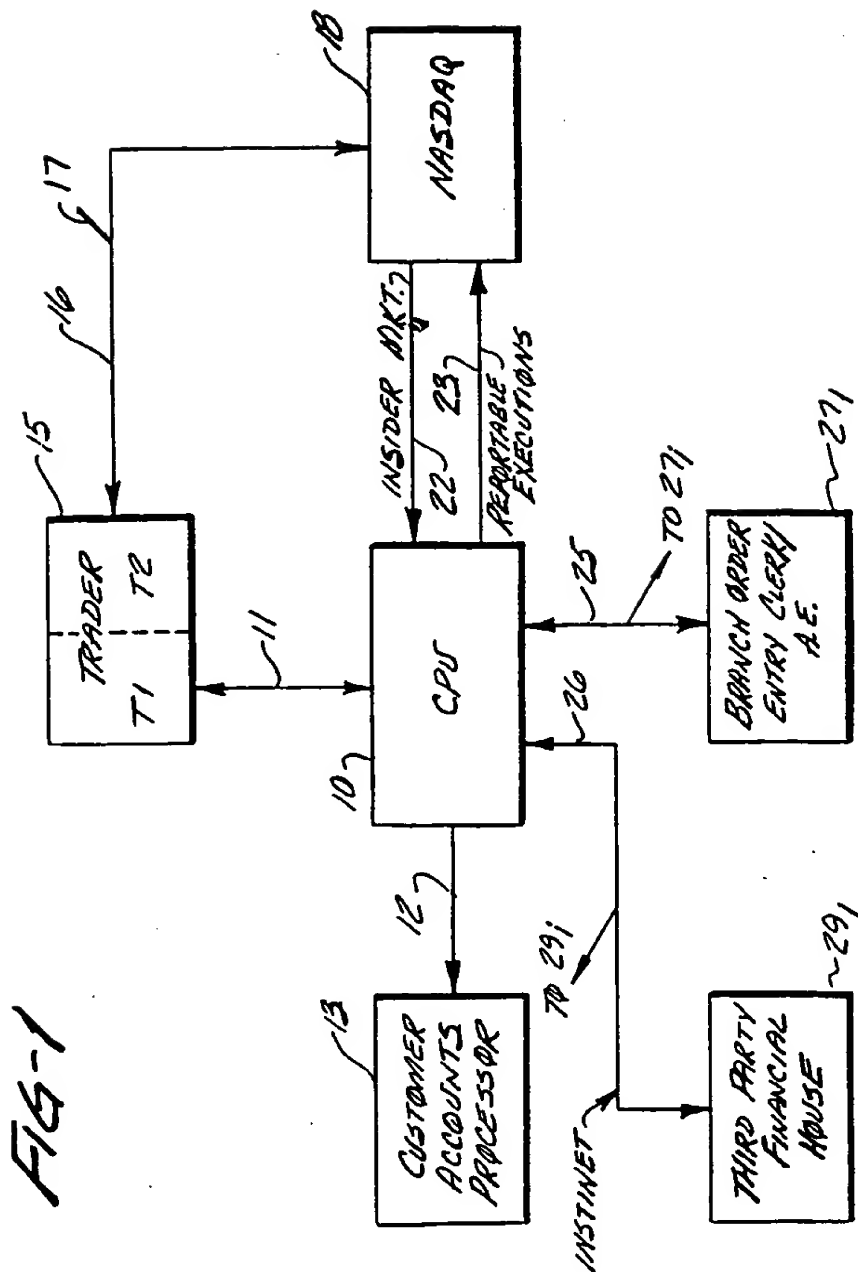 FIG-1
15
TRADER
T1 T2
16
17
18
NASDAQ
11
INSIDER MKT.
22
23
REPORTABLE
EXECUTIONS
10
CPU
12
13
CUSTOMER
ACCOUNTS
PROCESSOR
25
TO 27i
26
TO 29i
INSTINET
BRANCH ORDER
ENTRY CLERK/
A.E.
271
THIRD PARTY
FINANCIAL
HOUSE
291